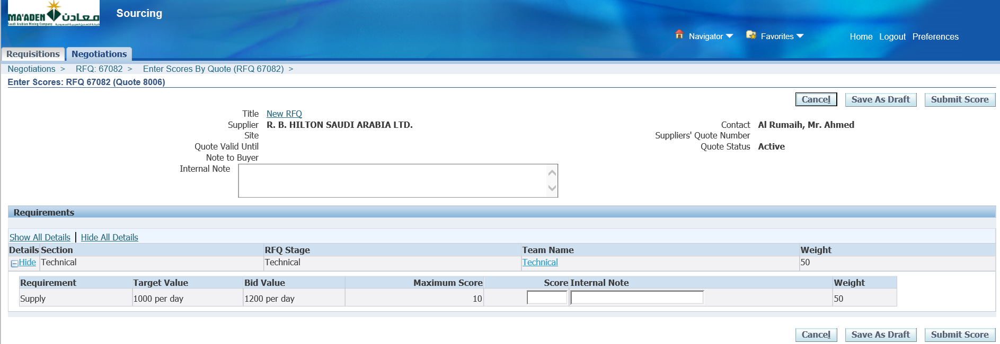 MA'ADEN معادن
Saudi Arabian Mining Company
Sourcing
Navigator Favorites Home Logout Preferences
Requisitions Negotiations
Negotiations > RFQ: 67082 > Enter Scores By Quote (RFQ 67082) >
Enter Scores: RFQ 67082 (Quote 8006)
Cancel Save As Draft Submit Score
Title New RFQ
Supplier R. B. HILTON SAUDI ARABIA LTD. Contact Al Rumaih, Mr. Ahmed
Site Suppliers' Quote Number
Quote Valid Until Quote Status Active
Note to Buyer
Internal Note
Requirements
Show All Details | Hide All Details
Details Section RFQ Stage Team Name Weight
Hide Technical Technical Technical 50
Requirement Target Value Bid Value Maximum Score Score Internal Note Weight
Supply 1000 per day 1200 per day 10 50
Cancel Save As Draft Submit Score